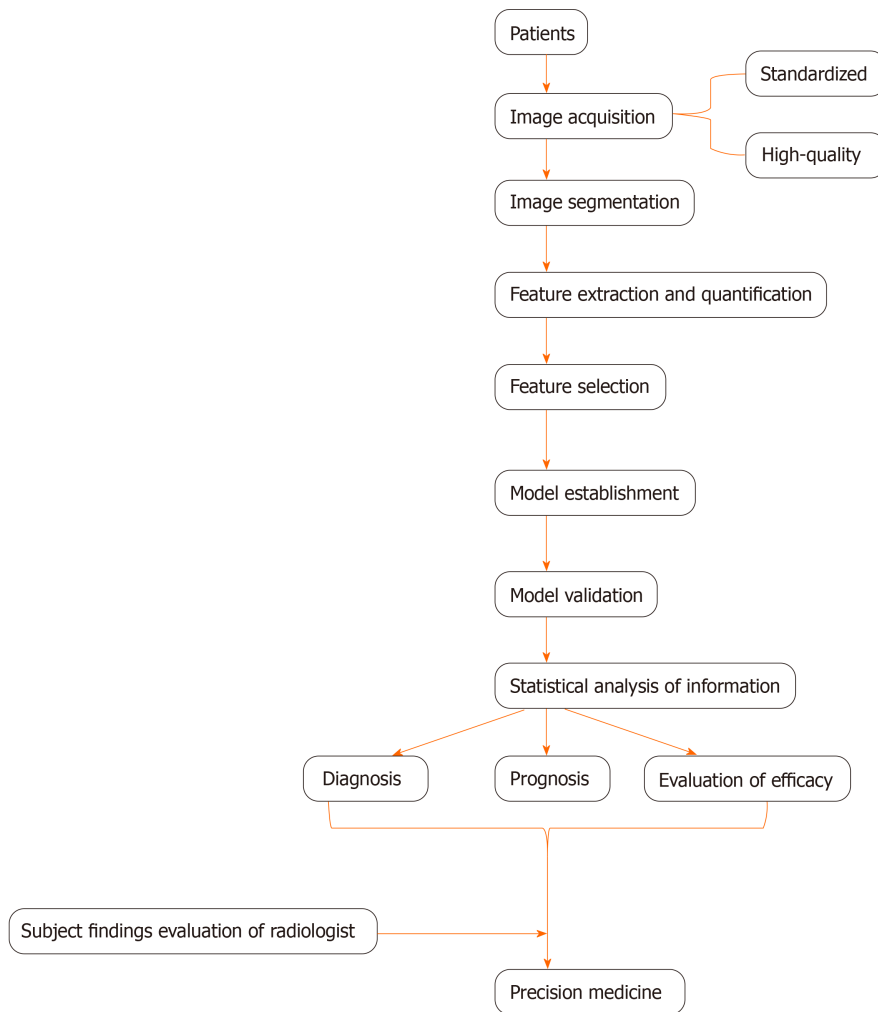 Patients
Standardized
Image acquisition
High-quality
Image segmentation
Feature extraction and quantification
Feature selection
Model establishment
Model validation
Statistical analysis of information
Diagnosis
Prognosis
Evaluation of efficacy
Subject findings evaluation of radiologist
Precision medicine